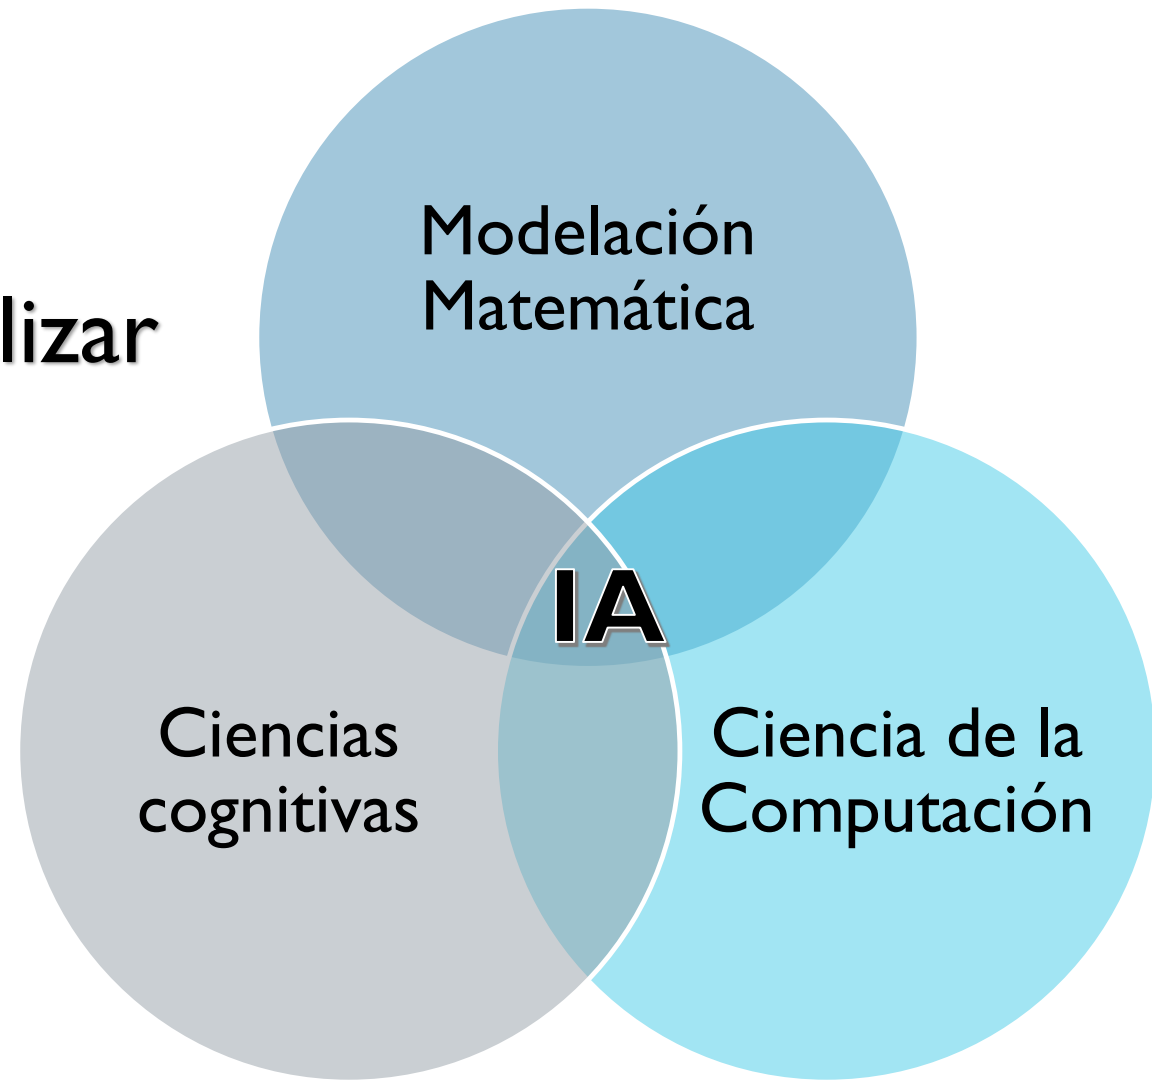 Modelación
Matemática
lizar
IA
Ciencias
cognitivas
Ciencia de la
Computación